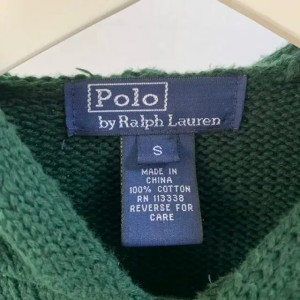 Polo
by Ralph Lauren
S
MADE IN
CHINA
100% COTTON
RN 113338
REVERSE FOR
CARE